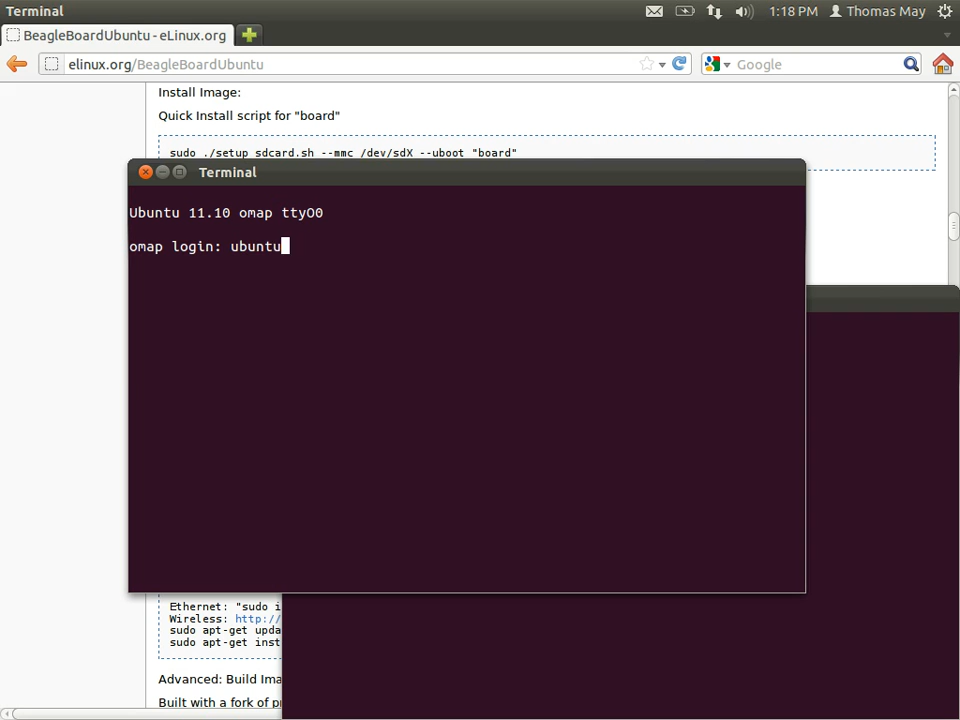 Terminal
1:18 PM
Thomas May
BeagleBoardUbuntu - eLinux.org
elinux.org/BeagleBoardUbuntu
Google
Install Image:
Quick Install script for "board"
sudo ./setup_sdcard.sh --mmc /dev/sdX --uboot "board"
Terminal
Ubuntu 11.10 omap ttyO0
omap login: ubuntu
Ethernet: "sudo i
Wireless: http://
sudo apt-get upda
sudo apt-get inst
Advanced: Build Ima
Built with a fork of p